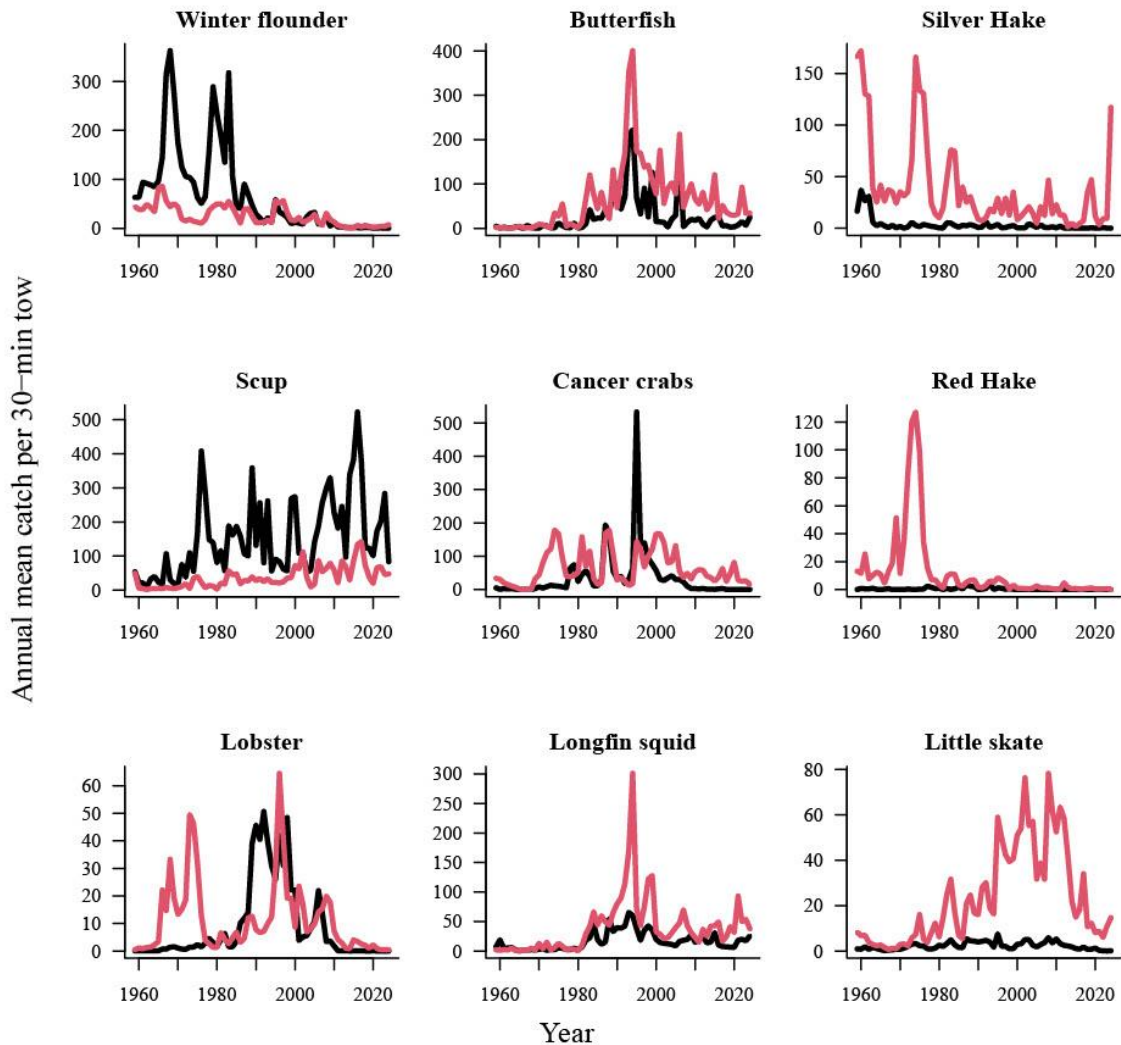 Winter flounder
Butterfish
Silver Hake
300
200
100
0
400
300
200
100
0
150
100
50
0
1960 1980 2000 2020
1960 1980 2000 2020
1960 1980 2000 2020
Annual mean catch per 30−min tow
Scup
Cancer crabs
Red Hake
500
400
300
200
100
0
500
400
300
200
100
0
120
100
80
60
40
20
0
1960 1980 2000 2020
1960 1980 2000 2020
1960 1980 2000 2020
Lobster
Longfin squid
Little skate
60
50
40
30
20
10
0
300
250
200
150
100
50
0
80
60
40
20
0
1960 1980 2000 2020
1960 1980 2000 2020
1960 1980 2000 2020
Year